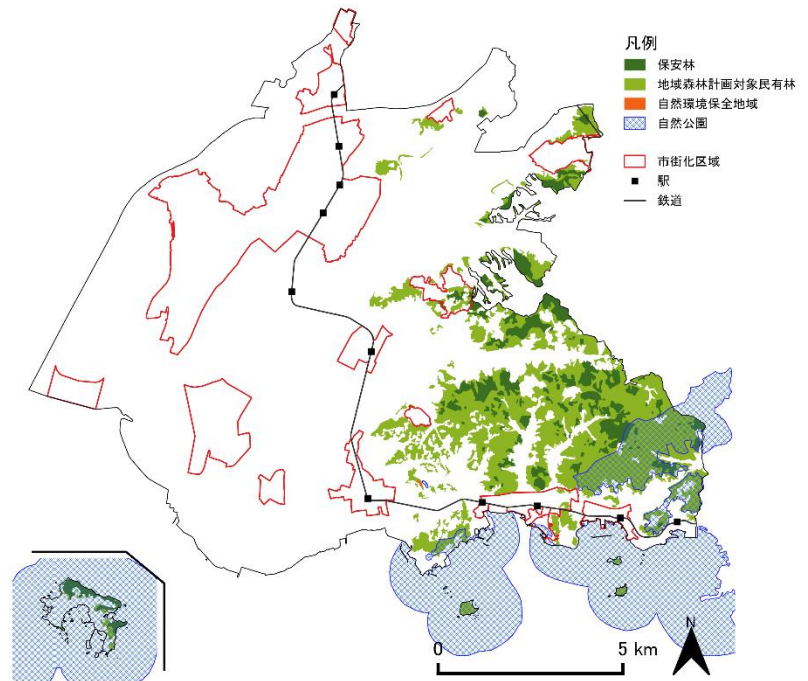 凡例
保安林
地域森林計画対象民有林
自然環境保全地域
自然公園
市街化区域
駅
鉄道
N
0 5 km